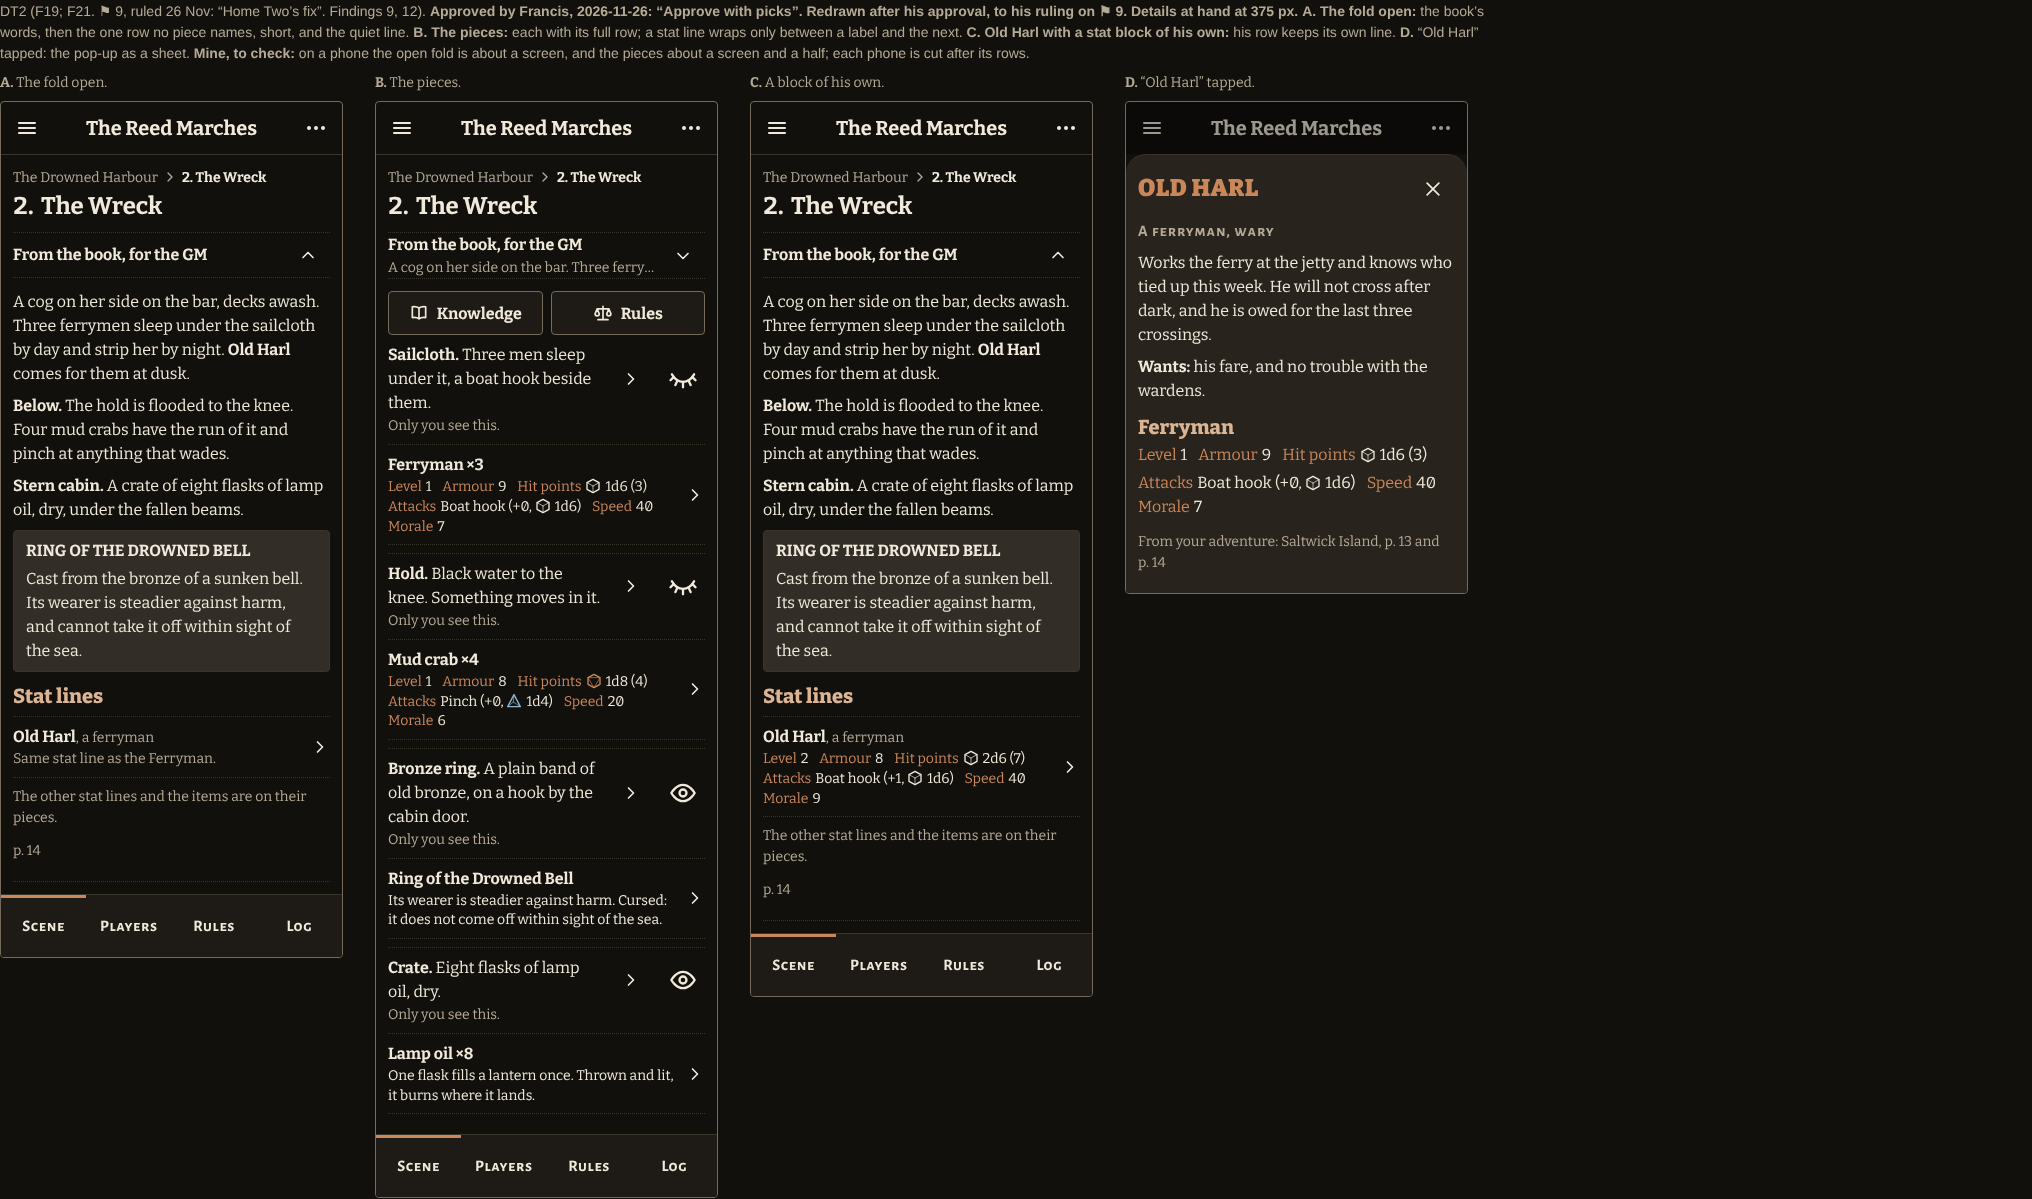 DT2 (F19; F21. ⚑ 9, ruled 26 Nov: “Home Two’s fix”. Findings 9, 12). Approved by Francis, 2026-11-26: “Approve with picks”. Redrawn after his approval, to his ruling on ⚑ 9. Details at hand at 375 px. A. The fold open: the book’s
words, then the one row no piece names, short, and the quiet line. B. The pieces: each with its full row; a stat line wraps only between a label and the next. C. Old Harl with a stat block of his own: his row keeps its own line. D. “Old Harl”
tapped: the pop-up as a sheet. Mine, to check: on a phone the open fold is about a screen, and the pieces about a screen and a half; each phone is cut after its rows.
A. The fold open.
The Reed Marches
The Drowned Harbour > 2. The Wreck
2. The Wreck
From the book, for the GM
A cog on her side on the bar, decks awash.
Three ferrymen sleep under the sailcloth
by day and strip her by night. Old Harl
comes for them at dusk.
Below. The hold is flooded to the knee.
Four mud crabs have the run of it and
pinch at anything that wades.
Stern cabin. A crate of eight flasks of lamp
oil, dry, under the fallen beams.
RING OF THE DROWNED BELL
Cast from the bronze of a sunken bell.
Its wearer is steadier against harm,
and cannot take it off within sight of
the sea.
Stat lines
Old Harl, a ferryman
Same stat line as the Ferryman.
The other stat lines and the items are on their
pieces.
p. 14
Scene Players Rules Log
B. The pieces.
The Reed Marches
The Drowned Harbour > 2. The Wreck
2. The Wreck
From the book, for the GM
A cog on her side on the bar. Three ferry…
Knowledge Rules
Sailcloth. Three men sleep
under it, a boat hook beside
them.
Only you see this.
Ferryman ×3
Level 1 Armour 9 Hit points 1d6 (3)
Attacks Boat hook (+0, 1d6) Speed 40
Morale 7
Hold. Black water to the
knee. Something moves in it.
Only you see this.
Mud crab ×4
Level 1 Armour 8 Hit points 1d8 (4)
Attacks Pinch (+0, 1d4) Speed 20
Morale 6
Bronze ring. A plain band of
old bronze, on a hook by the
cabin door.
Only you see this.
Ring of the Drowned Bell
Its wearer is steadier against harm. Cursed:
it does not come off within sight of the sea.
Crate. Eight flasks of lamp
oil, dry.
Only you see this.
Lamp oil ×8
One flask fills a lantern once. Thrown and lit,
it burns where it lands.
Scene Players Rules Log
C. A block of his own.
The Reed Marches
The Drowned Harbour > 2. The Wreck
2. The Wreck
From the book, for the GM
A cog on her side on the bar, decks awash.
Three ferrymen sleep under the sailcloth
by day and strip her by night. Old Harl
comes for them at dusk.
Below. The hold is flooded to the knee.
Four mud crabs have the run of it and
pinch at anything that wades.
Stern cabin. A crate of eight flasks of lamp
oil, dry, under the fallen beams.
RING OF THE DROWNED BELL
Cast from the bronze of a sunken bell.
Its wearer is steadier against harm,
and cannot take it off within sight of
the sea.
Stat lines
Old Harl, a ferryman
Level 2 Armour 8 Hit points 2d6 (7)
Attacks Boat hook (+1, 1d6) Speed 40
Morale 9
The other stat lines and the items are on their
pieces.
p. 14
Scene Players Rules Log
D. “Old Harl” tapped.
The Reed Marches
OLD HARL
A FERRYMAN, WARY
Works the ferry at the jetty and knows who
tied up this week. He will not cross after
dark, and he is owed for the last three
crossings.
Wants: his fare, and no trouble with the
wardens.
Ferryman
Level 1 Armour 9 Hit points 1d6 (3)
Attacks Boat hook (+0, 1d6) Speed 40
Morale 7
From your adventure: Saltwick Island, p. 13 and
p. 14